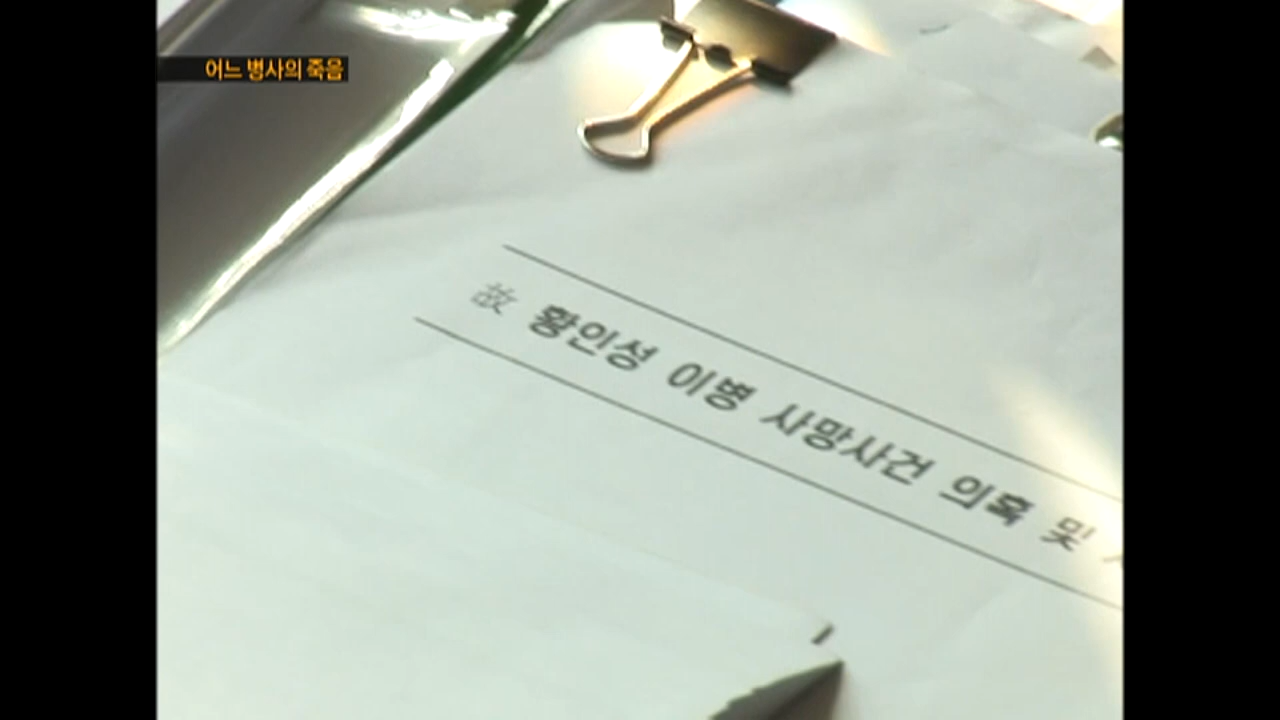 어느 병사의 죽음
故 황인성 이병 사망사건 의혹 및